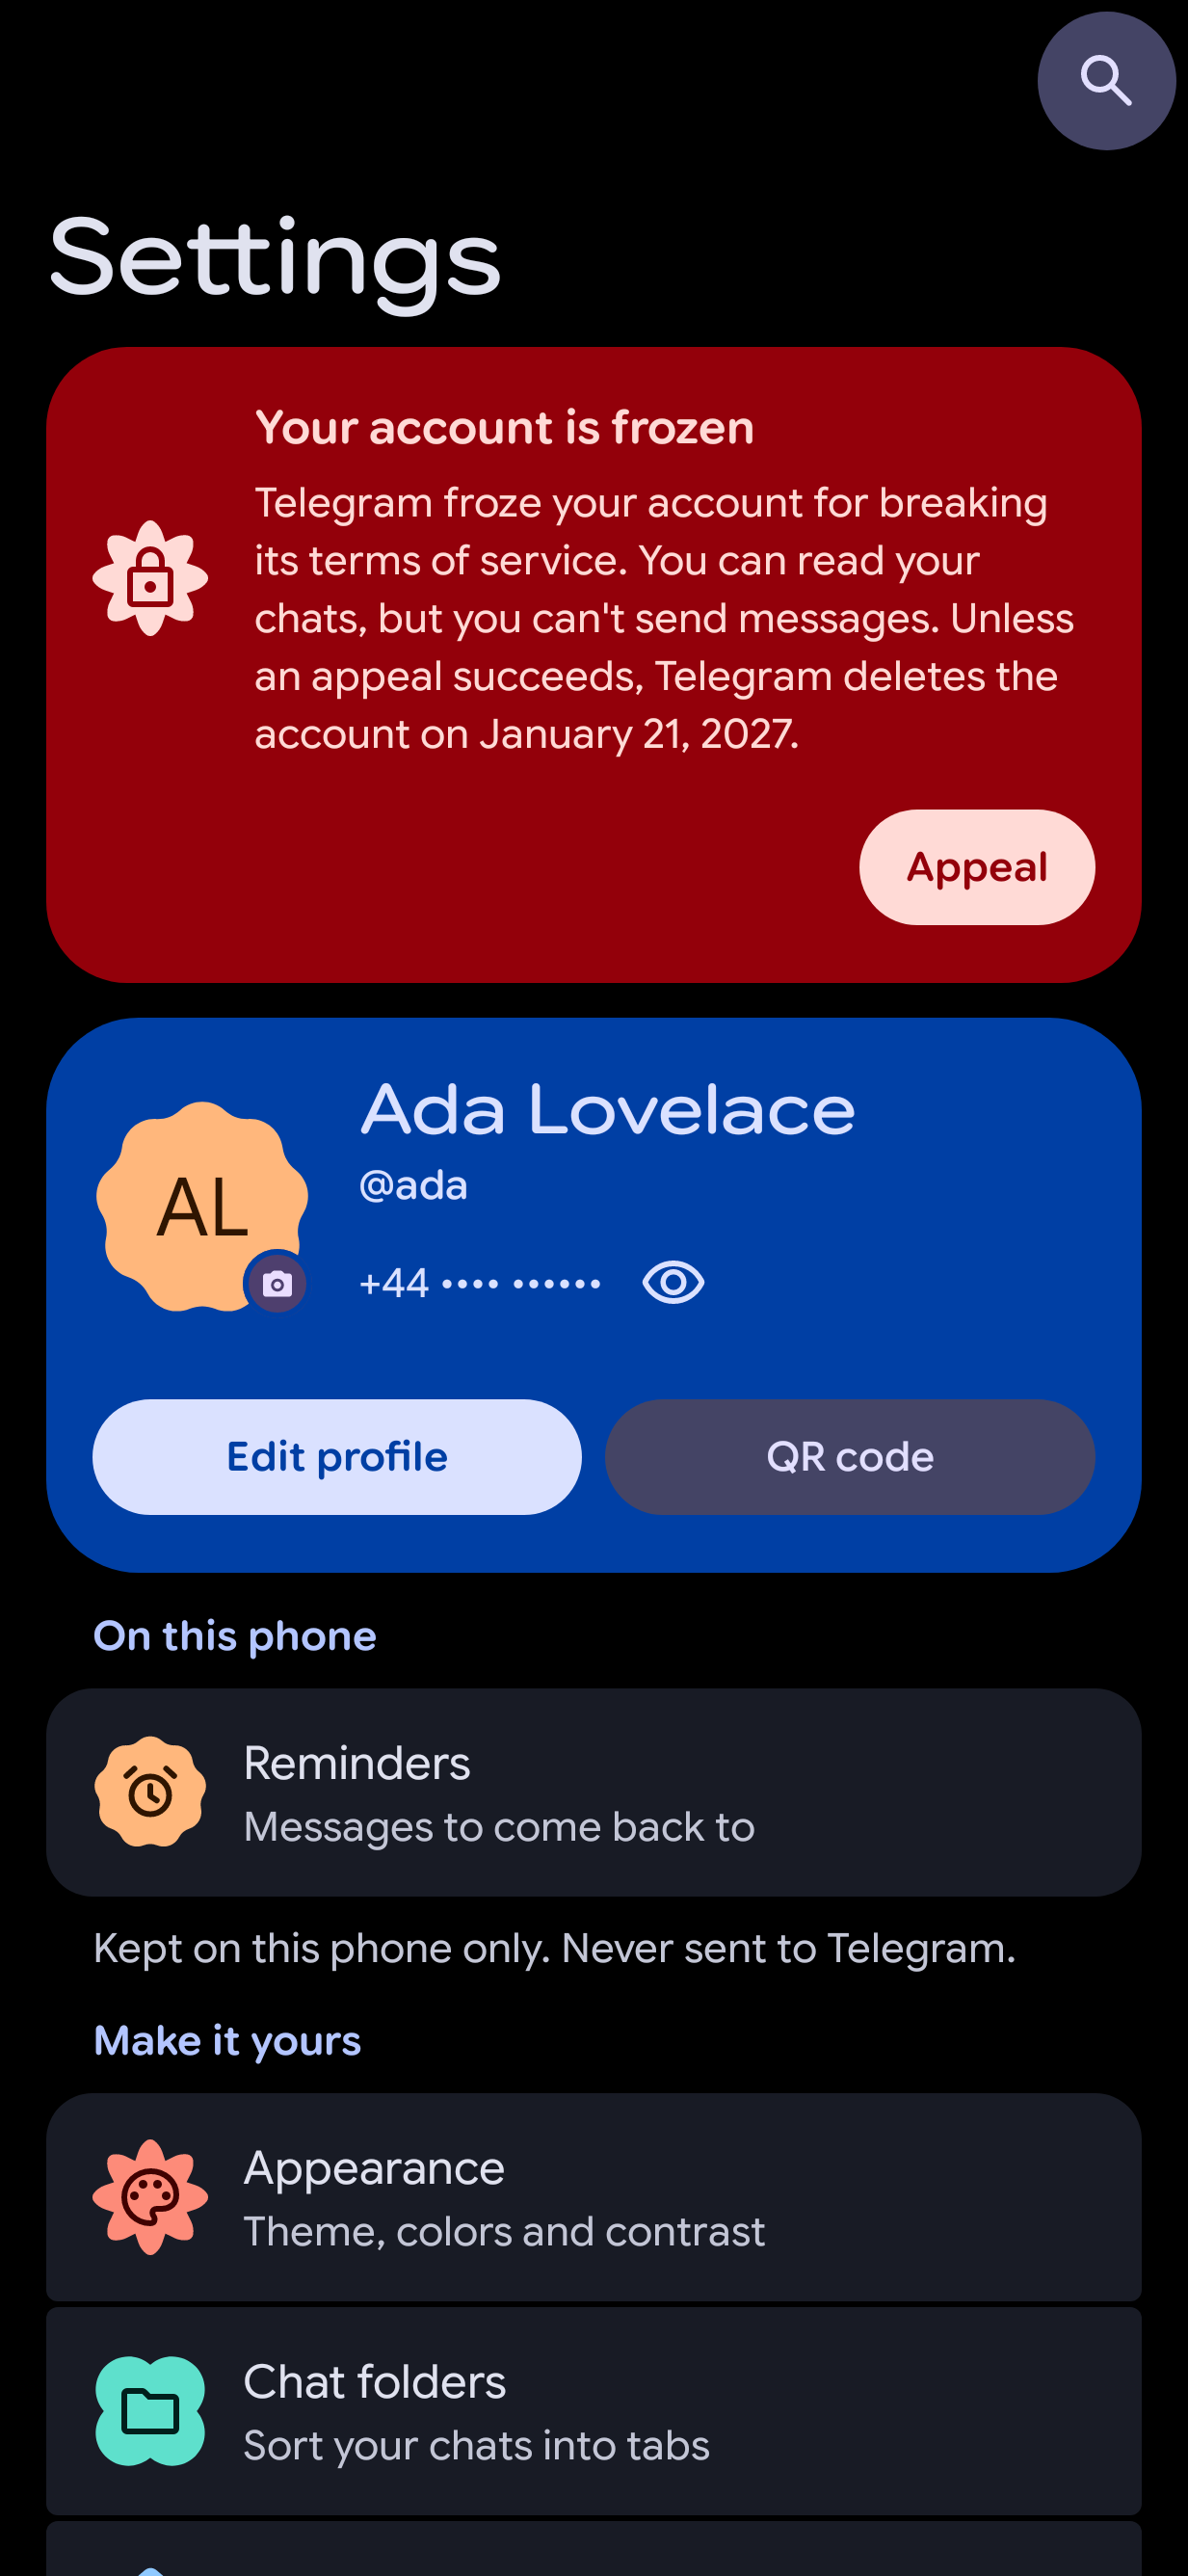 Settings
Your account is frozen
Telegram froze your account for breaking
its terms of service. You can read your
chats, but you can't send messages. Unless
an appeal succeeds, Telegram deletes the
account on January 21, 2027.
Appeal
AL
Ada Lovelace
@ada
+44 •••• ••••••
Edit profile
QR code
On this phone
Reminders
Messages to come back to
Kept on this phone only. Never sent to Telegram.
Make it yours
Appearance
Theme, colors and contrast
Chat folders
Sort your chats into tabs